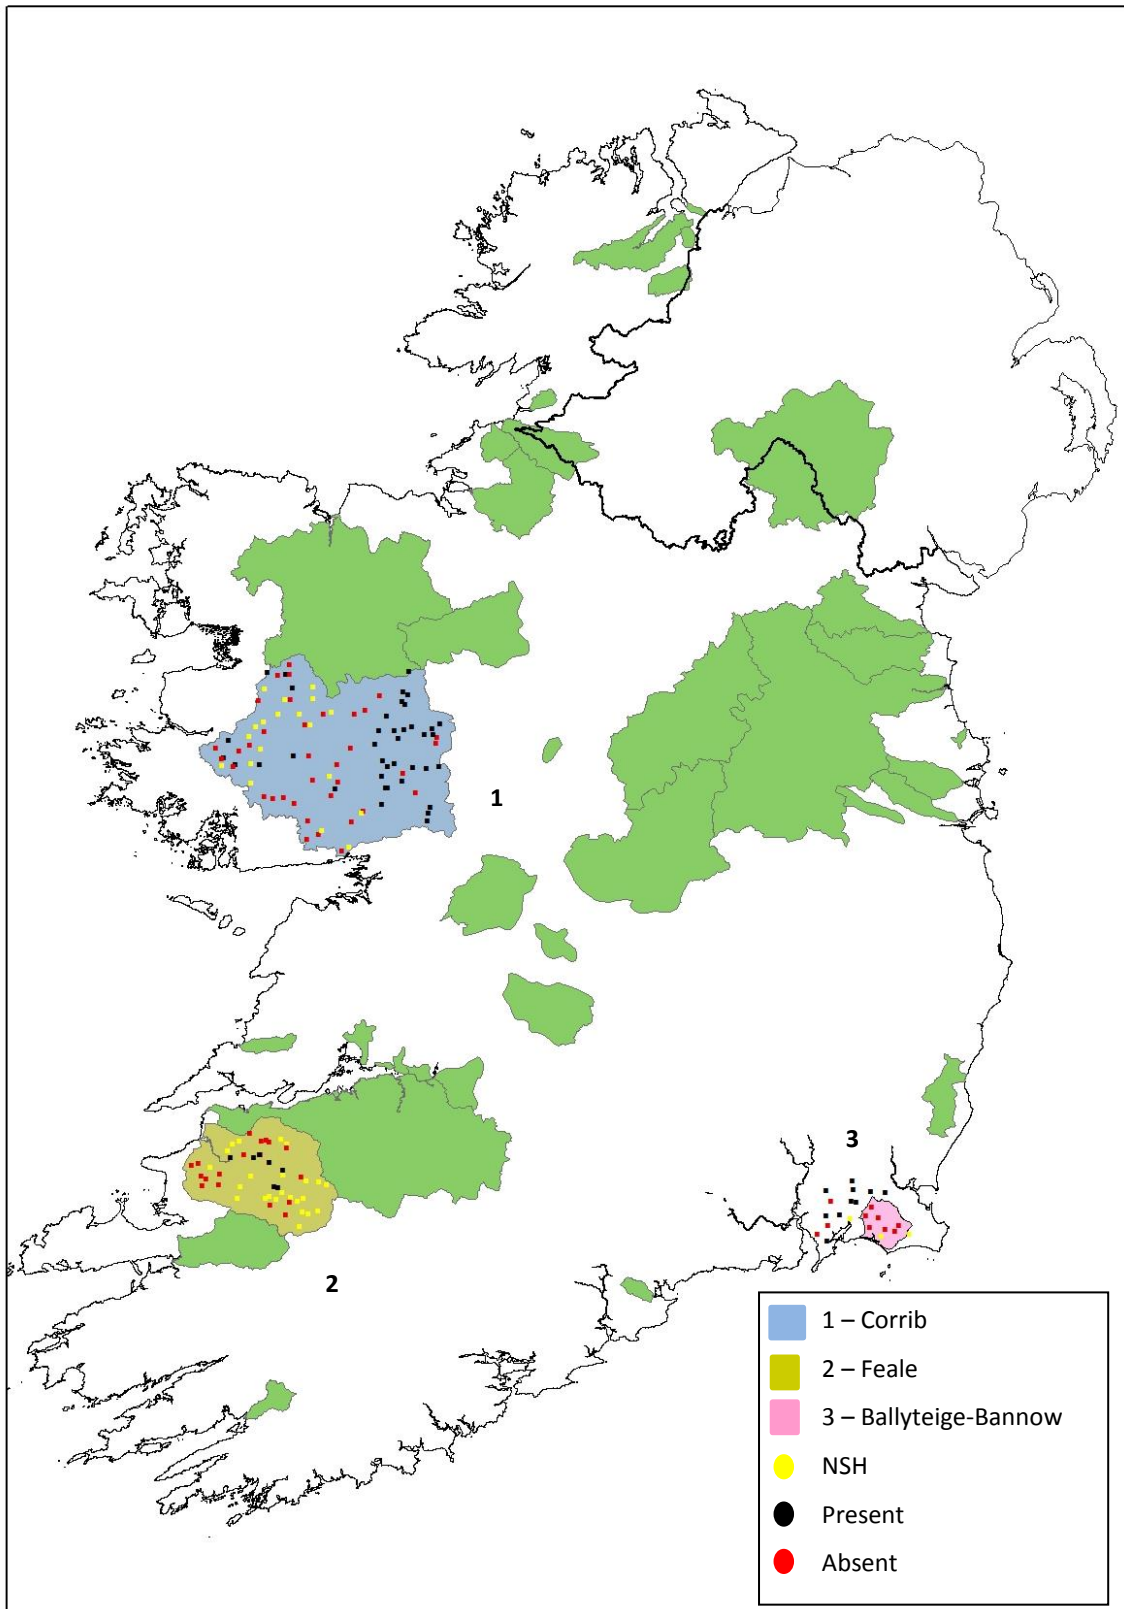 1
3
2
1 – Corrib
2 – Feale
3 – Ballyteige-Bannow
NSH
Present
Absent